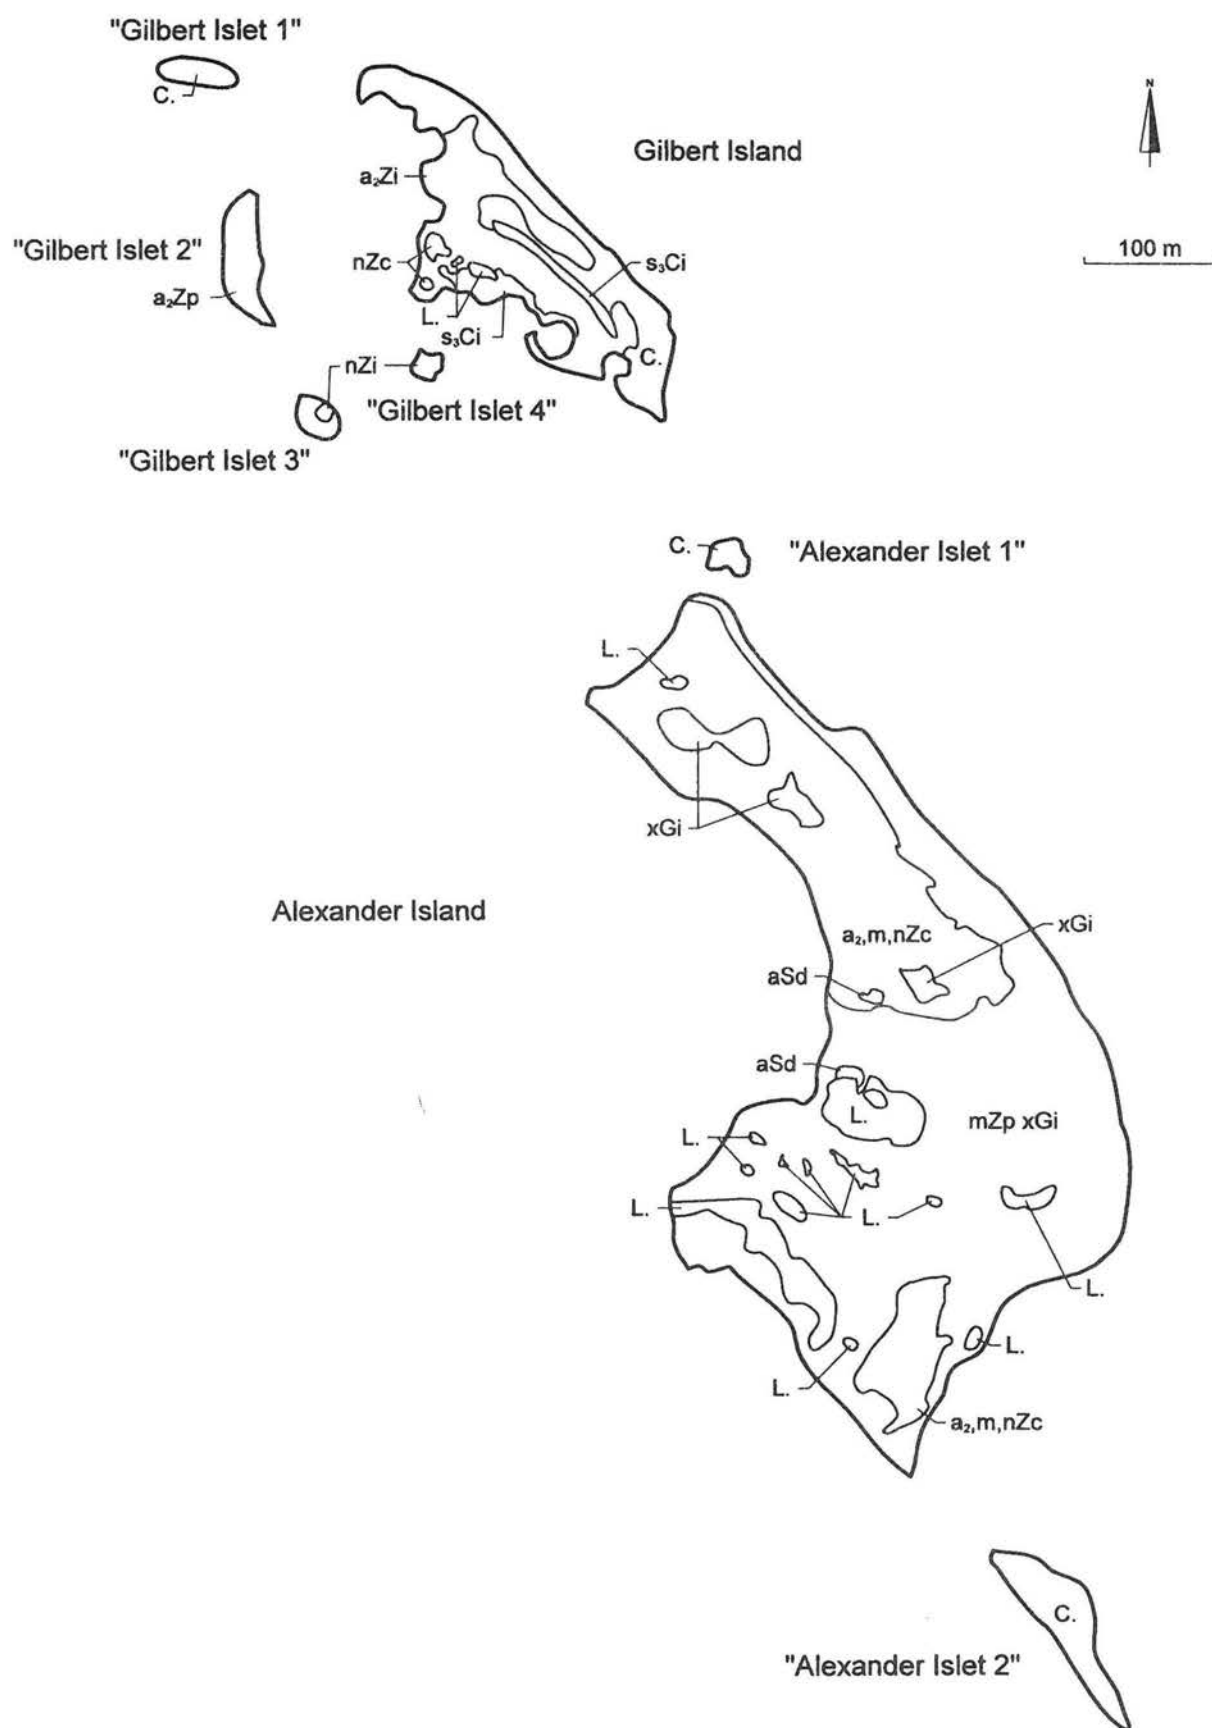 "Gilbert Islet 1"
C.
N
Gilbert Island
a₂Zi
"Gilbert Islet 2"
100 m
nZc
s₃Ci
a₂Zp
L.
s₃Ci
C.
nZi
"Gilbert Islet 4"
"Gilbert Islet 3"
C.
"Alexander Islet 1"
L.
xGi
Alexander Island
xGi
a₂,m,nZc
aSd
aSd
L.
mZp xGi
L.
L.
L.
L.
L.
L.
a₂,m,nZc
C.
"Alexander Islet 2"